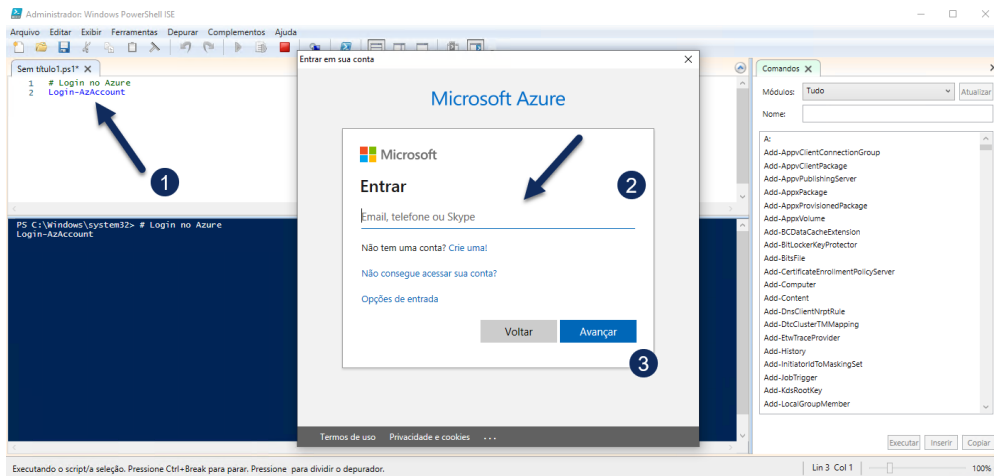 Administrador: Windows PowerShell ISE
Arquivo Editar Exibir Ferramentas Depurar Complementos Ajuda
Sem título1.ps1* X
1 # Login no Azure
2 Login-AzAccount
1
PS C:\Windows\system32> # Login no Azure
Login-AzAccount
Entrar em sua conta
Microsoft Azure
Microsoft
Entrar
2
Email, telefone ou Skype
Não tem uma conta? Crie uma!
Não consegue acessar sua conta?
Opções de entrada
Voltar Avançar
3
Termos de uso Privacidade e cookies ...
Comandos X
Módulos: Tudo Atualizar
Nome:
A:
Add-AppvClientConnectionGroup
Add-AppvClientPackage
Add-AppvPublishingServer
Add-AppxPackage
Add-AppxProvisionedPackage
Add-AppxVolume
Add-BCDataCacheExtension
Add-BitLockerKeyProtector
Add-BitsFile
Add-CertificateEnrollmentPolicyServer
Add-Computer
Add-Content
Add-DnsClientNrptRule
Add-DtcClusterTMMapping
Add-EtwTraceProvider
Add-History
Add-InitiatorIdToMaskingSet
Add-JobTrigger
Add-KdsRootKey
Add-LocalGroupMember
Executar Inserir Copiar
Executando o script/a seleção. Pressione Ctrl+Break para parar. Pressione para dividir o depurador.
Lin 3 Col 1 100%